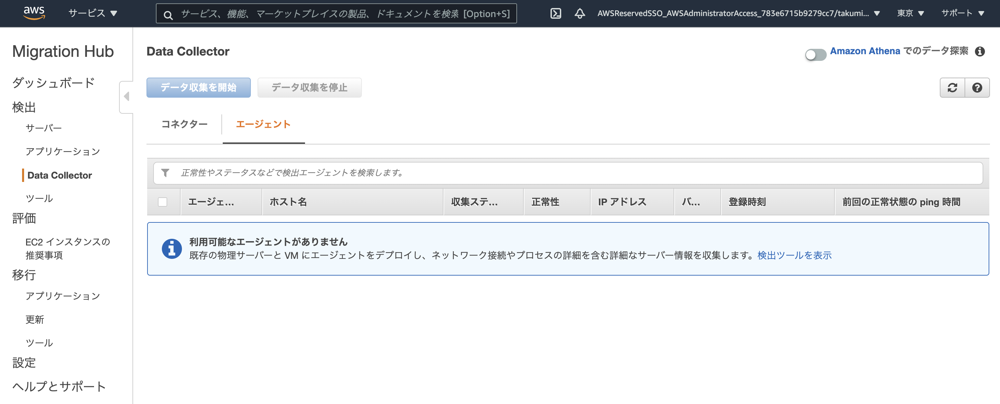 aws
サービス
サービス、機能、マーケットプレイスの製品、ドキュメントを検索 [Option+S]
AWSReservedSSO_AWSAdministratorAccess_783e6715b9279cc7/takumi...
東京
サポート
Migration Hub
ダッシュボード
検出
サーバー
アプリケーション
Data Collector
ツール
評価
EC2 インスタンスの
推奨事項
移行
アプリケーション
更新
ツール
設定
ヘルプとサポート
Data Collector
Amazon Athena でのデータ探索
データ収集を開始
データ収集を停止
コネクター
エージェント
正常性やステータスなどで検出エージェントを検索します。
エージェ...
ホスト名
収集ステ...
正常性
IP アドレス
バ...
登録時刻
前回の正常状態の ping 時間
利用可能なエージェントがありません
既存の物理サーバーと VM にエージェントをデプロイし、ネットワーク接続やプロセスの詳細を含む詳細なサーバー情報を収集します。検出ツールを表示